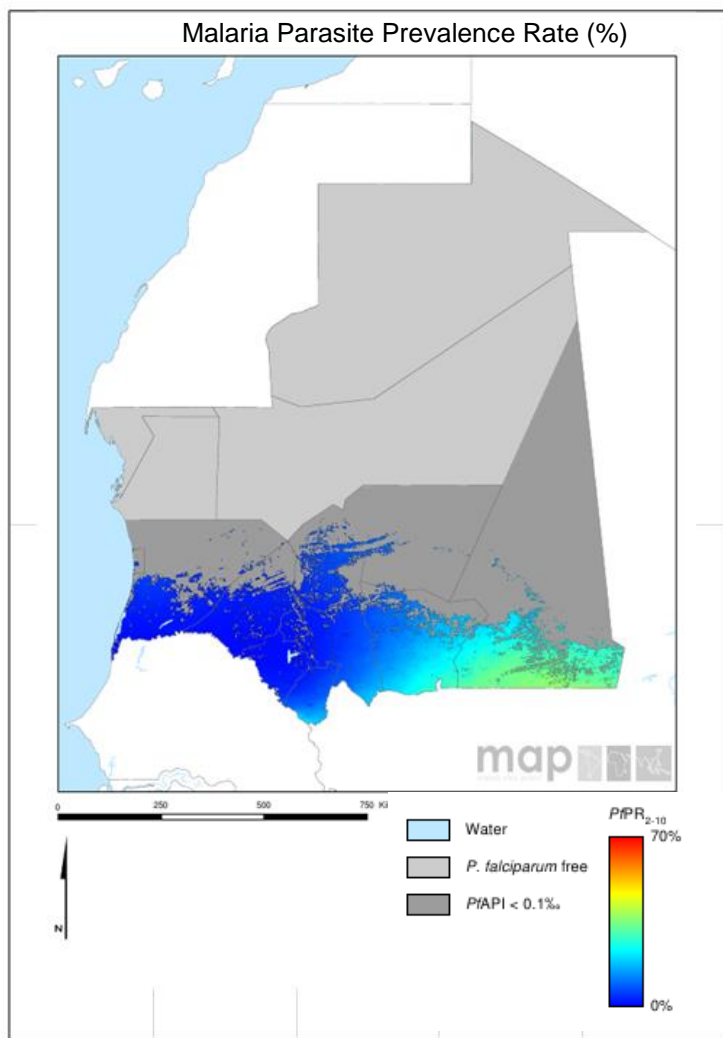 Malaria Parasite Prevalence Rate (%)
map
0 250 500 750 Ki
N
Water
P. falciparum free
PfAPI < 0.1‰
PfPR2-10
70%
0%